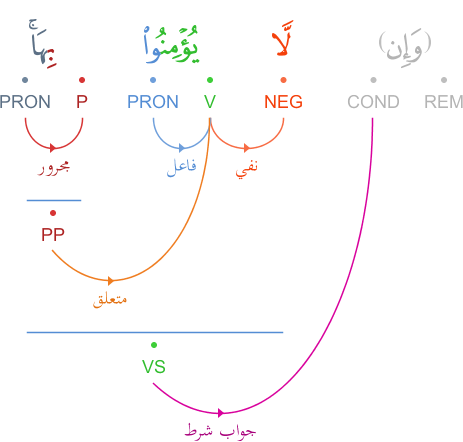 (وَإِن) لَّا يُؤْمِنُوا۟ بِهَا ۚ
REM COND NEG V PRON P PRON
نفي فاعل مجرور
PP
متعلق
VS
جواب شرط